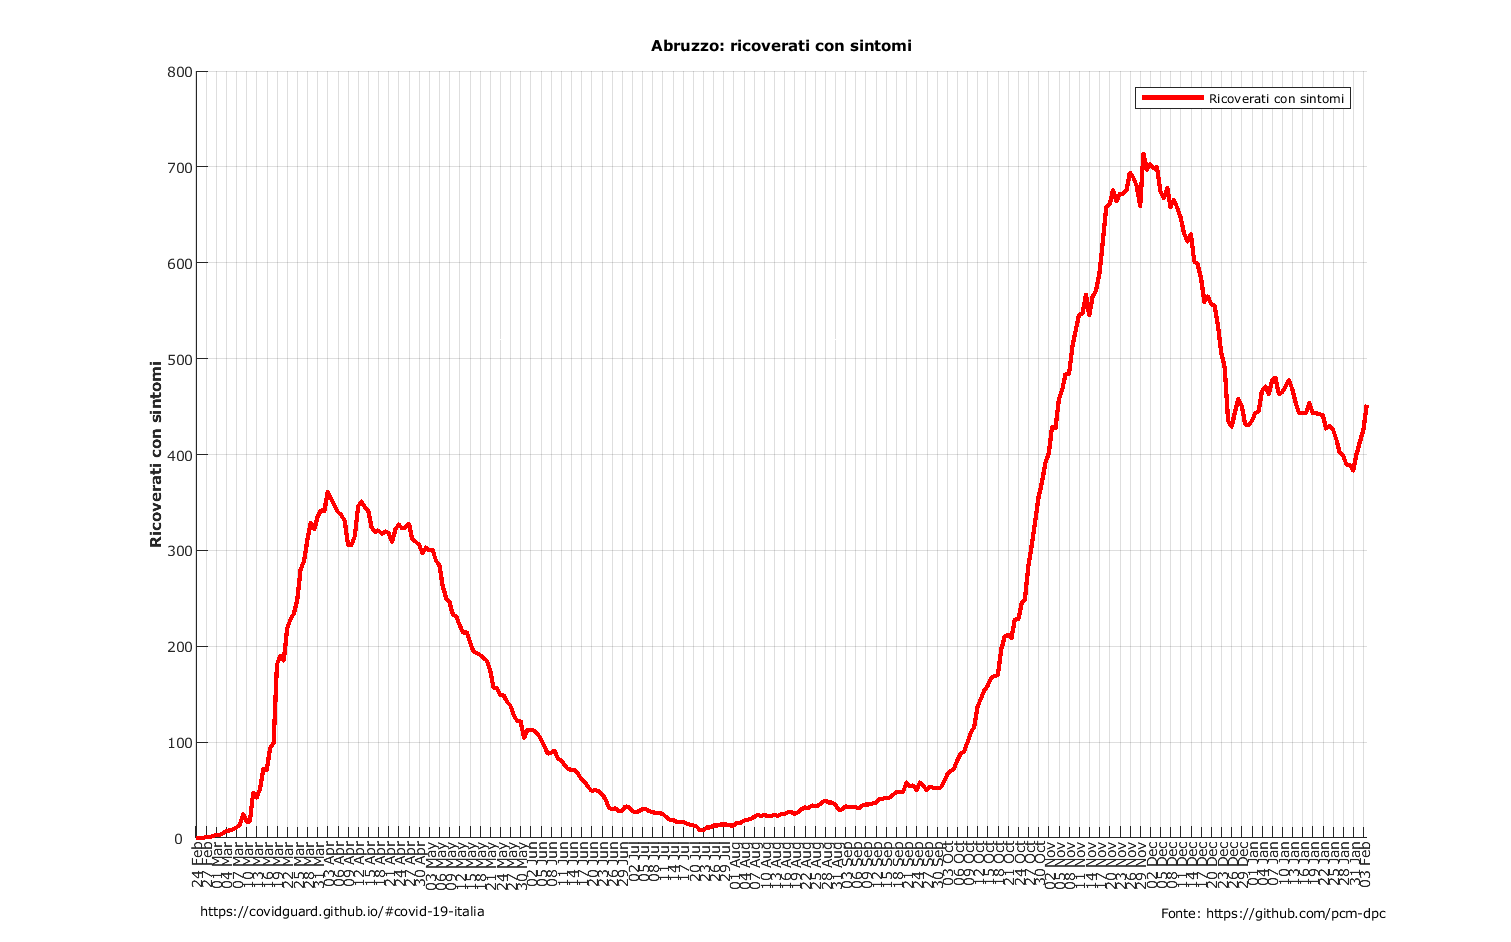 Abruzzo: ricoverati con sintomi
Ricoverati con sintomi
Ricoverati con sintomi
800
700
600
500
400
300
200
100
0
24 Feb
27 Feb
01 Mar
04 Mar
07 Mar
10 Mar
13 Mar
16 Mar
19 Mar
22 Mar
25 Mar
28 Mar
31 Mar
03 Apr
06 Apr
09 Apr
12 Apr
15 Apr
18 Apr
21 Apr
24 Apr
27 Apr
30 Apr
03 May
06 May
09 May
12 May
15 May
18 May
21 May
24 May
27 May
30 May
02 Jun
05 Jun
08 Jun
11 Jun
14 Jun
17 Jun
20 Jun
23 Jun
26 Jun
29 Jun
02 Jul
05 Jul
08 Jul
11 Jul
14 Jul
17 Jul
20 Jul
23 Jul
26 Jul
29 Jul
01 Aug
04 Aug
07 Aug
10 Aug
13 Aug
16 Aug
19 Aug
22 Aug
25 Aug
28 Aug
31 Aug
03 Sep
06 Sep
09 Sep
12 Sep
15 Sep
18 Sep
21 Sep
24 Sep
27 Sep
30 Sep
03 Oct
06 Oct
09 Oct
12 Oct
15 Oct
18 Oct
21 Oct
24 Oct
27 Oct
30 Oct
02 Nov
05 Nov
08 Nov
11 Nov
14 Nov
17 Nov
20 Nov
23 Nov
26 Nov
29 Nov
02 Dec
05 Dec
08 Dec
11 Dec
14 Dec
17 Dec
20 Dec
23 Dec
26 Dec
29 Dec
01 Jan
04 Jan
07 Jan
10 Jan
13 Jan
16 Jan
19 Jan
22 Jan
25 Jan
28 Jan
31 Jan
03 Feb
https://covidguard.github.io/#covid-19-italia
Fonte: https://github.com/pcm-dpc